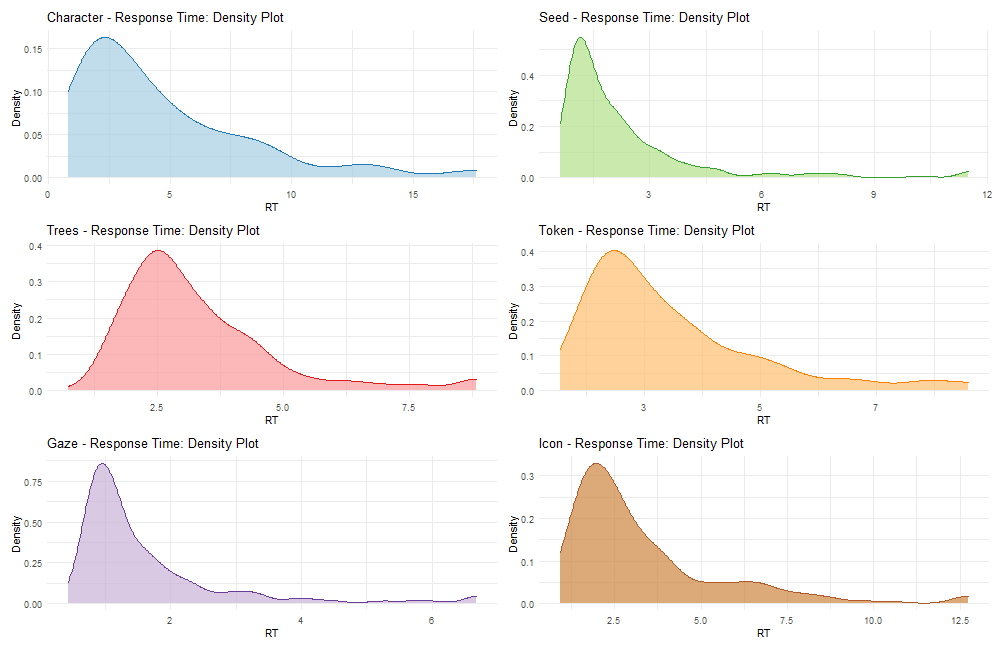 Character - Response Time: Density Plot
Density
0.15
0.10
0.05
0.00
0
5
10
15
RT
Seed - Response Time: Density Plot
Density
0.4
0.2
0.0
3
6
9
12
RT
Trees - Response Time: Density Plot
Density
0.4
0.3
0.2
0.1
0.0
2.5
5.0
7.5
RT
Token - Response Time: Density Plot
Density
0.4
0.3
0.2
0.1
0.0
3
5
7
RT
Gaze - Response Time: Density Plot
Density
0.75
0.50
0.25
0.00
2
4
6
RT
Icon - Response Time: Density Plot
Density
0.3
0.2
0.1
0.0
2.5
5.0
7.5
10.0
12.5
RT